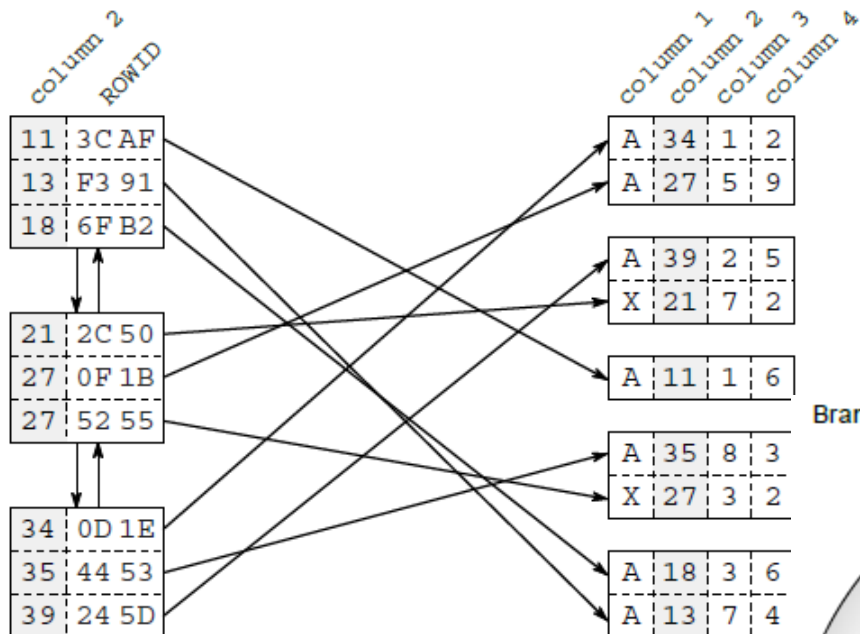 column 2
ROWID
11 3C AF
13 F3 91
18 6F B2
21 2C 50
27 0F 1B
27 52 55
34 0D 1E
35 44 53
39 24 5D
column 1
column 2
column 3
column 4
A 34 1 2
A 27 5 9
A 39 2 5
X 21 7 2
A 11 1 6
A 35 8 3
X 27 3 2
A 18 3 6
A 13 7 4
Bran